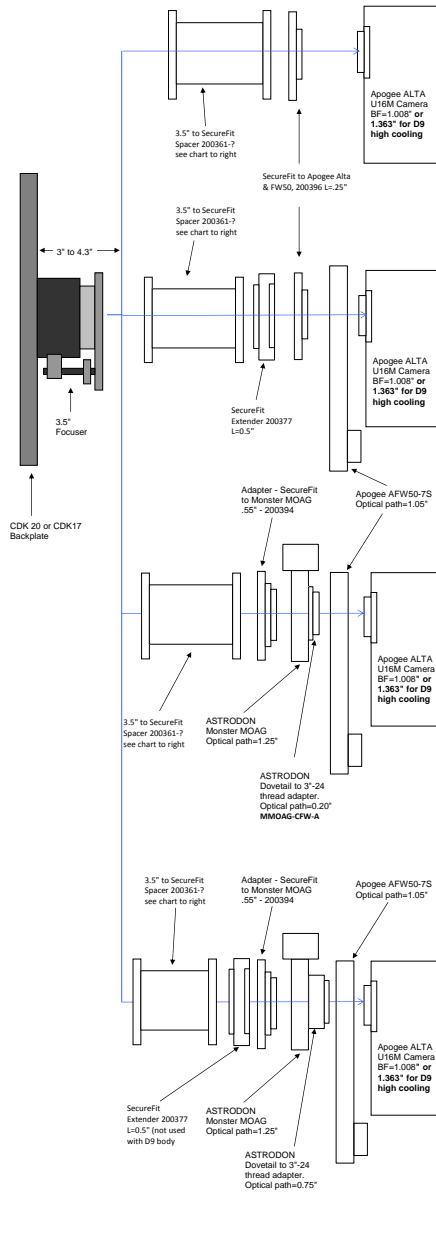 Apogee ALTA
U16M Camera
BF=1.008" or
1.363" for D9
high cooling
3.5" to SecureFit
Spacer 200361-?
see chart to right
SecureFit to Apogee Alta
& FW50, 200396 L=.25"
3.5" to SecureFit
Spacer 200361-?
see chart to right
3" to 4.3"
Apogee ALTA
U16M Camera
BF=1.008" or
1.363" for D9
high cooling
3.5"
Focuser
SecureFit
Extender 200377
L=0.5"
CDK 20 or CDK17
Backplate
Adapter - SecureFit
to Monster MOAG
.55" - 200394
Apogee AFW50-7S
Optical path=1.05"
Apogee ALTA
U16M Camera
BF=1.008" or
1.363" for D9
high cooling
3.5" to SecureFit
Spacer 200361-?
see chart to right
ASTRODON
Monster MOAG
Optical path=1.25"
ASTRODON
Dovetail to 3"-24
thread adapter.
Optical path=0.20"
MMOAG-CFW-A
3.5" to SecureFit
Spacer 200361-?
see chart to right
Adapter - SecureFit
to Monster MOAG
.55" - 200394
Apogee AFW50-7S
Optical path=1.05"
Apogee ALTA
U16M Camera
BF=1.008" or
1.363" for D9
high cooling
SecureFit
Extender 200377
L=0.5" (not used
with D9 body
ASTRODON
Monster MOAG
Optical path=1.25"
ASTRODON
Dovetail to 3"-24
thread adapter.
Optical path=0.75"